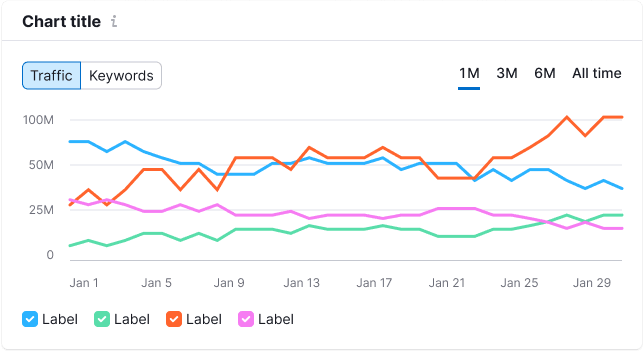 Chart title i
Traffic Keywords 1M 3M 6M All time
100M
50M
25M
0
Jan 1 Jan 5 Jan 9 Jan 13 Jan 17 Jan 21 Jan 25 Jan 29
Label Label Label Label